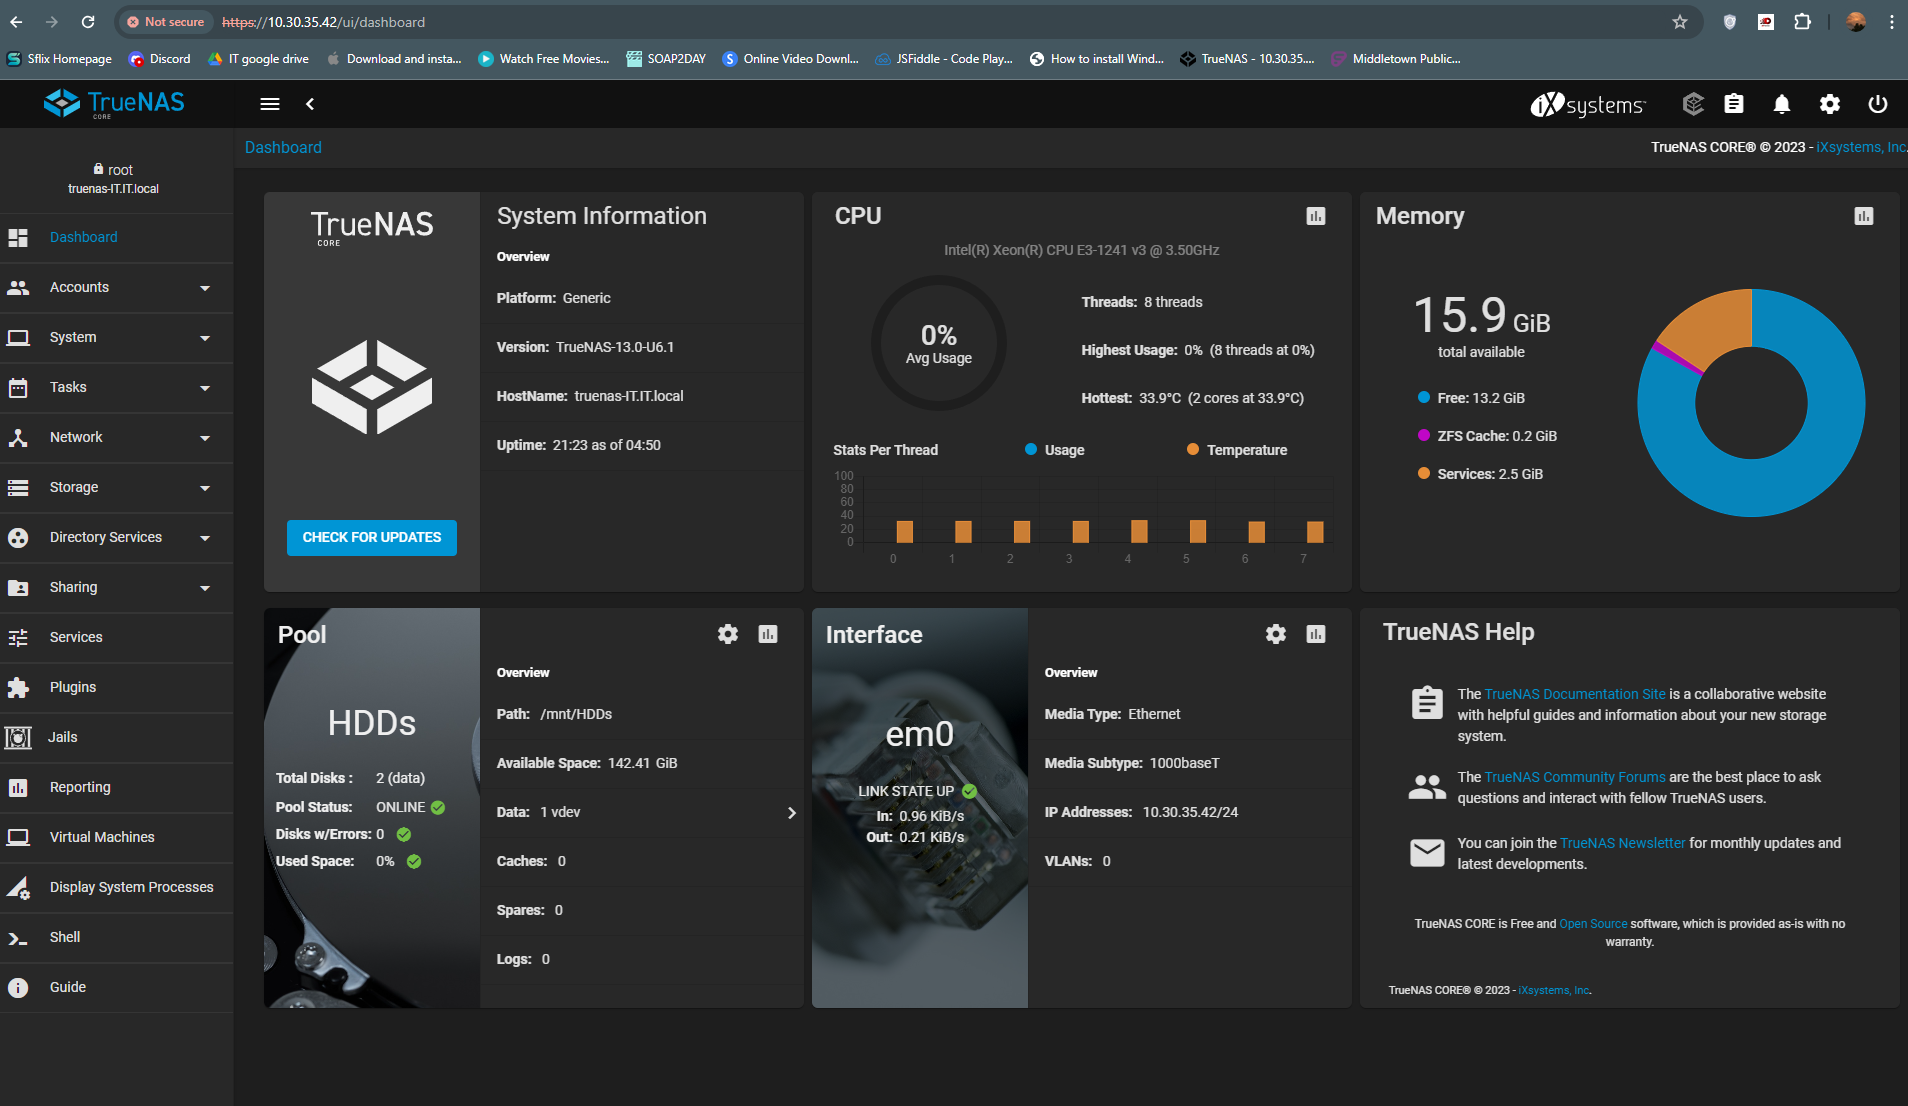 Not secure
https://10.30.35.42/ui/dashboard
Sflix Homepage
Discord
IT google drive
Download and insta...
Watch Free Movies...
SOAP2DAY
Online Video Downl...
JSFiddle - Code Play...
How to install Wind...
TrueNAS - 10.30.35....
Middletown Public...
TrueNAS
CORE
iXsystems
root
truenas-IT.IT.local
Dashboard
TrueNAS CORE® © 2023 - iXsystems, Inc.
Dashboard
Accounts
System
Tasks
Network
Storage
Directory Services
Sharing
Services
Plugins
Jails
Reporting
Virtual Machines
Display System Processes
Shell
Guide
TrueNAS
CORE
CHECK FOR UPDATES
System Information
Overview
Platform: Generic
Version: TrueNAS-13.0-U6.1
HostName: truenas-IT.IT.local
Uptime: 21:23 as of 04:50
CPU
Intel(R) Xeon(R) CPU E3-1241 v3 @ 3.50GHz
0%
Avg Usage
Threads: 8 threads
Highest Usage: 0% (8 threads at 0%)
Hottest: 33.9°C (2 cores at 33.9°C)
Stats Per Thread
Usage
Temperature
100
80
60
40
20
0
0 1 2 3 4 5 6 7
Memory
15.9 GiB
total available
Free: 13.2 GiB
ZFS Cache: 0.2 GiB
Services: 2.5 GiB
Pool
HDDs
Total Disks : 2 (data)
Pool Status: ONLINE
Disks w/Errors: 0
Used Space: 0%
Overview
Path: /mnt/HDDs
Available Space: 142.41 GiB
Data: 1 vdev
Caches: 0
Spares: 0
Logs: 0
Interface
em0
LINK STATE UP
In: 0.96 KiB/s
Out: 0.21 KiB/s
Overview
Media Type: Ethernet
Media Subtype: 1000baseT
IP Addresses: 10.30.35.42/24
VLANs: 0
TrueNAS Help
The TrueNAS Documentation Site is a collaborative website
with helpful guides and information about your new storage
system.
The TrueNAS Community Forums are the best place to ask
questions and interact with fellow TrueNAS users.
You can join the TrueNAS Newsletter for monthly updates and
latest developments.
TrueNAS CORE is Free and Open Source software, which is provided as-is with no
warranty.
TrueNAS CORE® © 2023 - iXsystems, Inc.